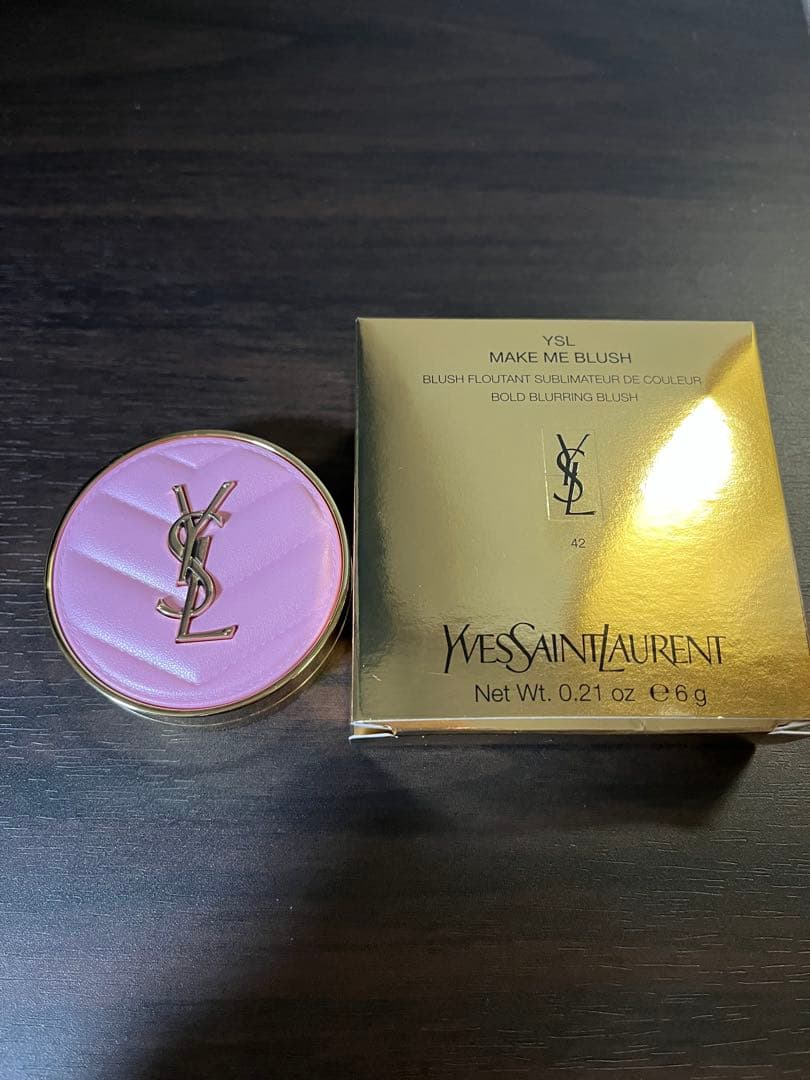 YSL
YSL
MAKE ME BLUSH
BLUSH FLOUTANT SUBLIMATEUR DE COULEUR
BOLD BLURRING BLUSH
YSL
42
YVESSAINTLAURENT
Net Wt. 0.21 oz ℮ 6 g